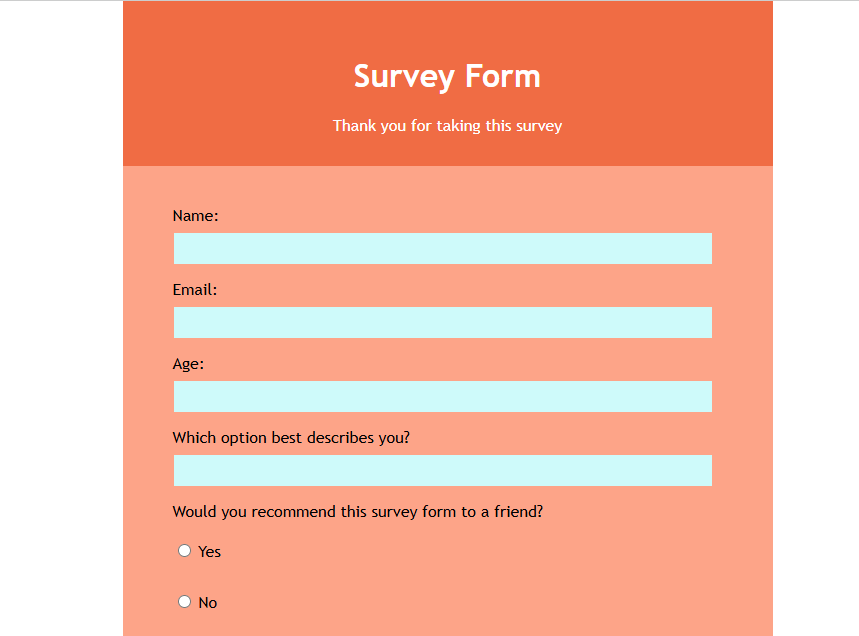 Survey Form
Thank you for taking this survey
Name:
Email:
Age:
Which option best describes you?
Would you recommend this survey form to a friend?
Yes
No